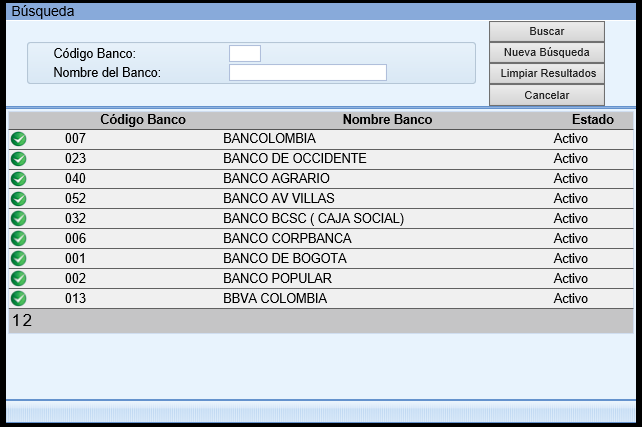 Búsqueda
Buscar
Código Banco:
Nueva Búsqueda
Nombre del Banco:
Limpiar Resultados
Cancelar
Código Banco Nombre Banco Estado
007 BANCOLOMBIA Activo
023 BANCO DE OCCIDENTE Activo
040 BANCO AGRARIO Activo
052 BANCO AV VILLAS Activo
032 BANCO BCSC ( CAJA SOCIAL) Activo
006 BANCO CORPBANCA Activo
001 BANCO DE BOGOTA Activo
002 BANCO POPULAR Activo
013 BBVA COLOMBIA Activo
1 2